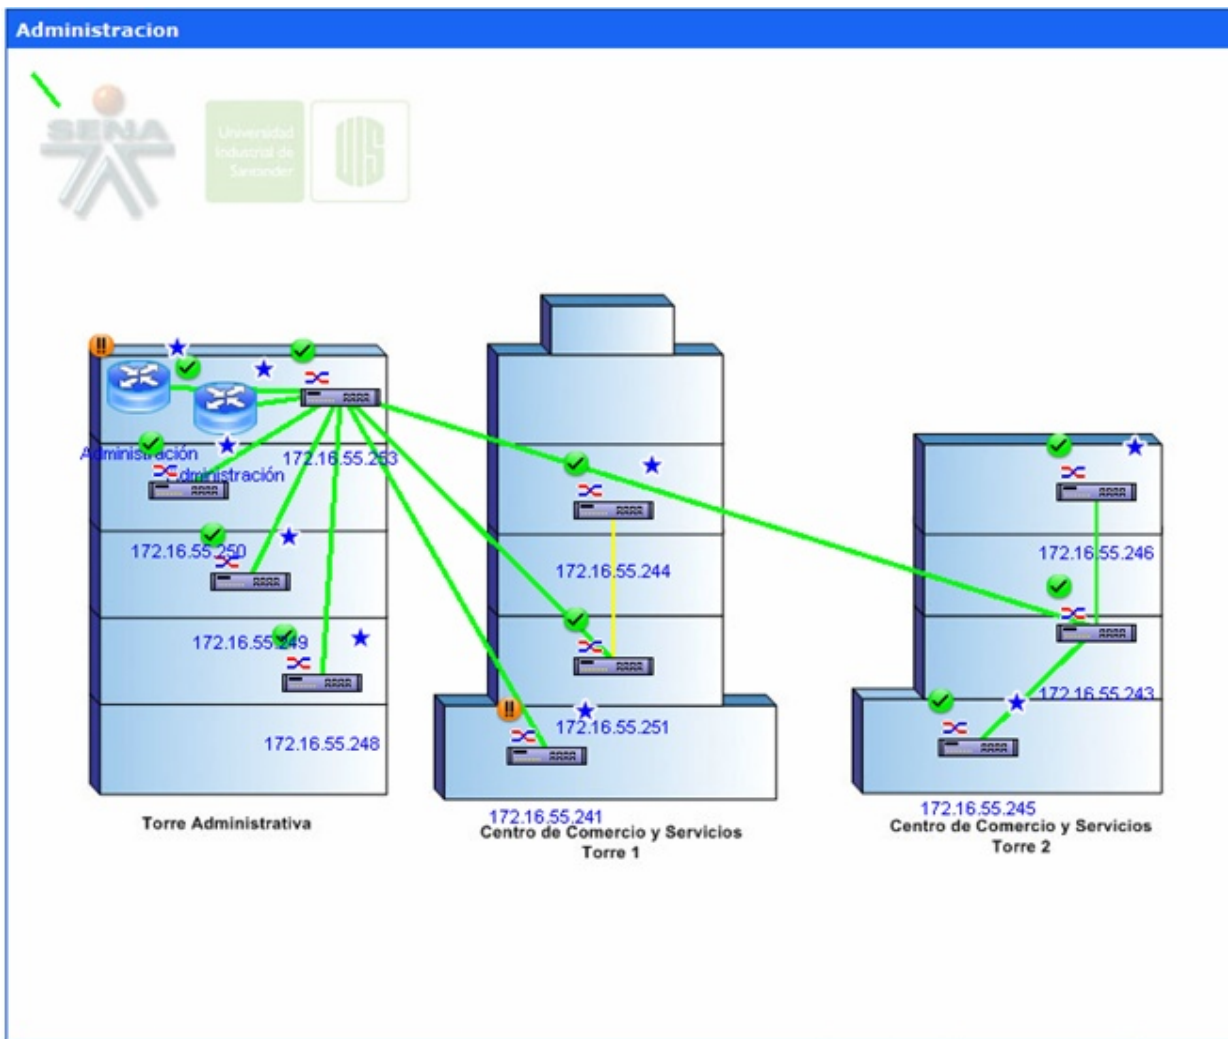 Administracion
SENA
Universidad
Industrial de
Santander
UIS
Administración
Administración
172.16.55.253
172.16.55.250
172.16.55.249
172.16.55.248
Torre Administrativa
172.16.55.244
172.16.55.251
172.16.55.241
Centro de Comercio y Servicios
Torre 1
172.16.55.246
172.16.55.243
172.16.55.245
Centro de Comercio y Servicios
Torre 2